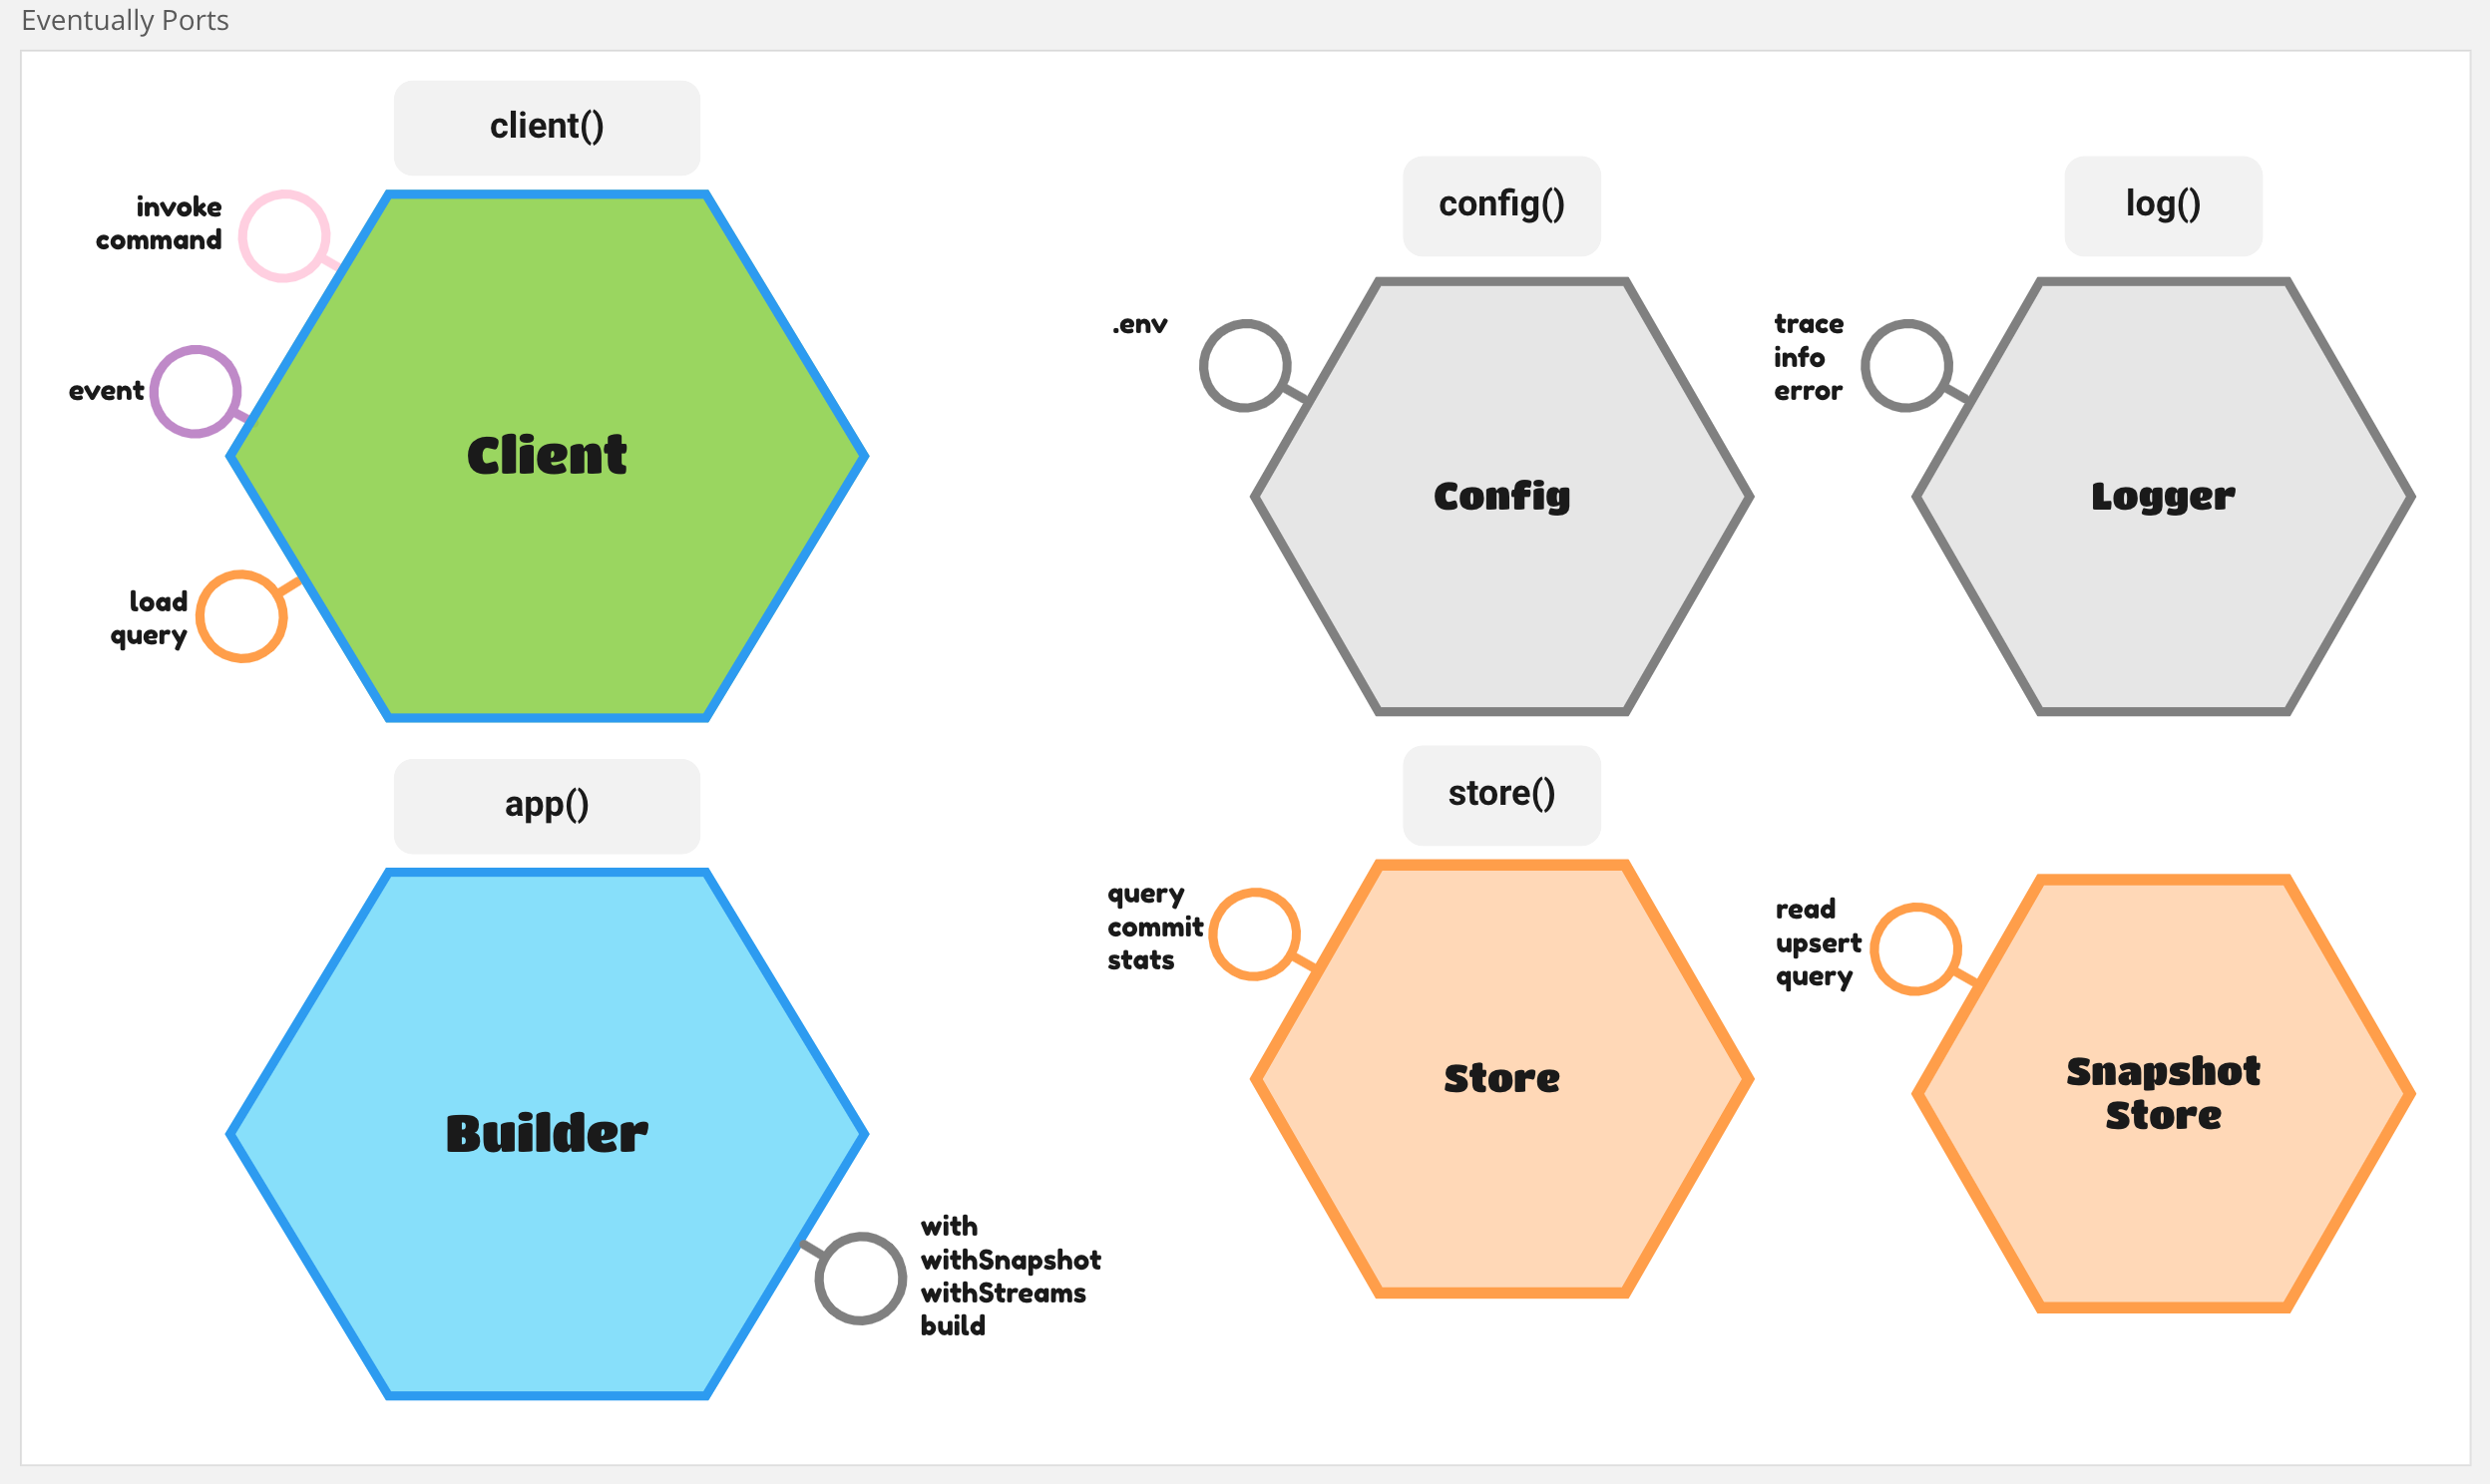 Eventually Ports
client()
invoke
command
event
load
query
Client
config()
.env
Config
log()
trace
info
error
Logger
app()
Builder
with
withSnapshot
withStreams
build
store()
query
commit
stats
Store
read
upsert
query
Snapshot
Store